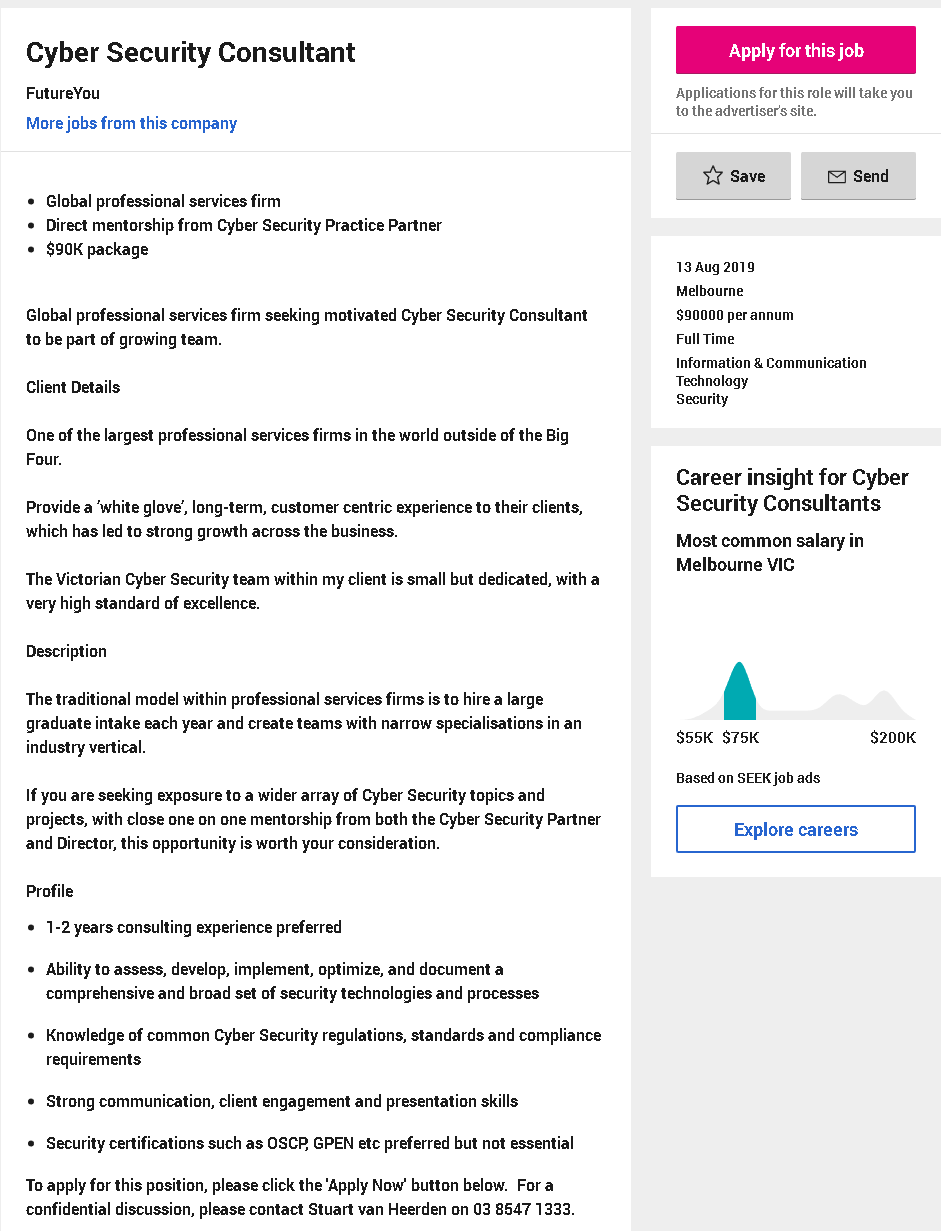 Cyber Security Consultant
FutureYou
More jobs from this company
• Global professional services firm
• Direct mentorship from Cyber Security Practice Partner
• $90K package
Global professional services firm seeking motivated Cyber Security Consultant
to be part of growing team.
Client Details
One of the largest professional services firms in the world outside of the Big
Four.
Provide a ‘white glove’, long-term, customer centric experience to their clients,
which has led to strong growth across the business.
The Victorian Cyber Security team within my client is small but dedicated, with a
very high standard of excellence.
Description
The traditional model within professional services firms is to hire a large
graduate intake each year and create teams with narrow specialisations in an
industry vertical.
If you are seeking exposure to a wider array of Cyber Security topics and
projects, with close one on one mentorship from both the Cyber Security Partner
and Director, this opportunity is worth your consideration.
Profile
• 1-2 years consulting experience preferred
• Ability to assess, develop, implement, optimize, and document a
comprehensive and broad set of security technologies and processes
• Knowledge of common Cyber Security regulations, standards and compliance
requirements
• Strong communication, client engagement and presentation skills
• Security certifications such as OSCP, GPEN etc preferred but not essential
To apply for this position, please click the 'Apply Now' button below.  For a
confidential discussion, please contact Stuart van Heerden on 03 8547 1333.
Apply for this job
Applications for this role will take you
to the advertiser's site.
Save
Send
13 Aug 2019
Melbourne
$90000 per annum
Full Time
Information & Communication
Technology
Security
Career insight for Cyber
Security Consultants
Most common salary in
Melbourne VIC
$55K $75K $200K
Based on SEEK job ads
Explore careers